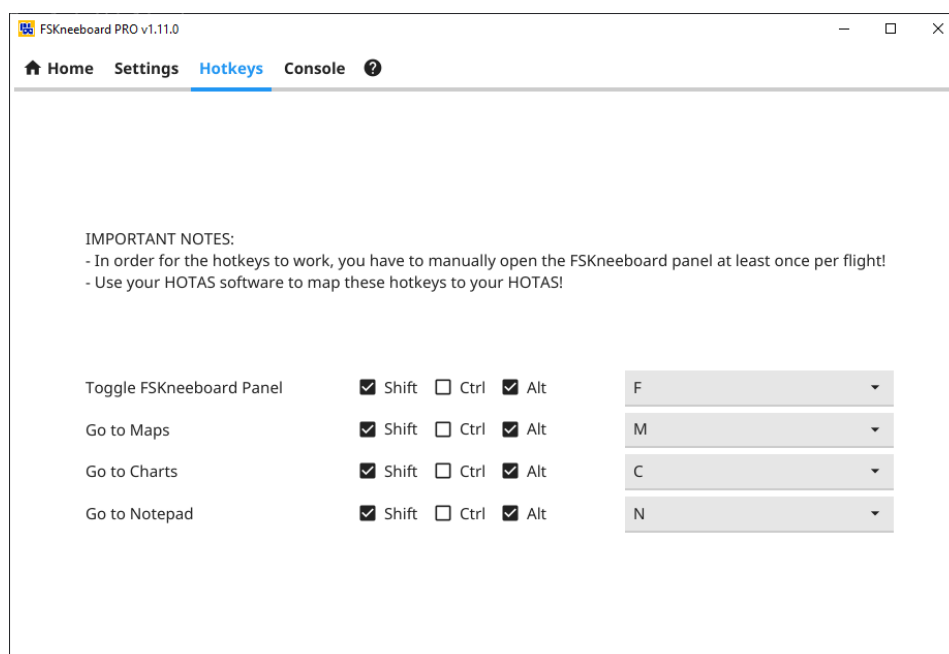 FSKneeboard PRO v1.11.0
Home Settings Hotkeys Console ?
IMPORTANT NOTES:
- In order for the hotkeys to work, you have to manually open the FSKneeboard panel at least once per flight!
- Use your HOTAS software to map these hotkeys to your HOTAS!
Toggle FSKneeboard Panel Shift Ctrl Alt F
Go to Maps Shift Ctrl Alt M
Go to Charts Shift Ctrl Alt C
Go to Notepad Shift Ctrl Alt N